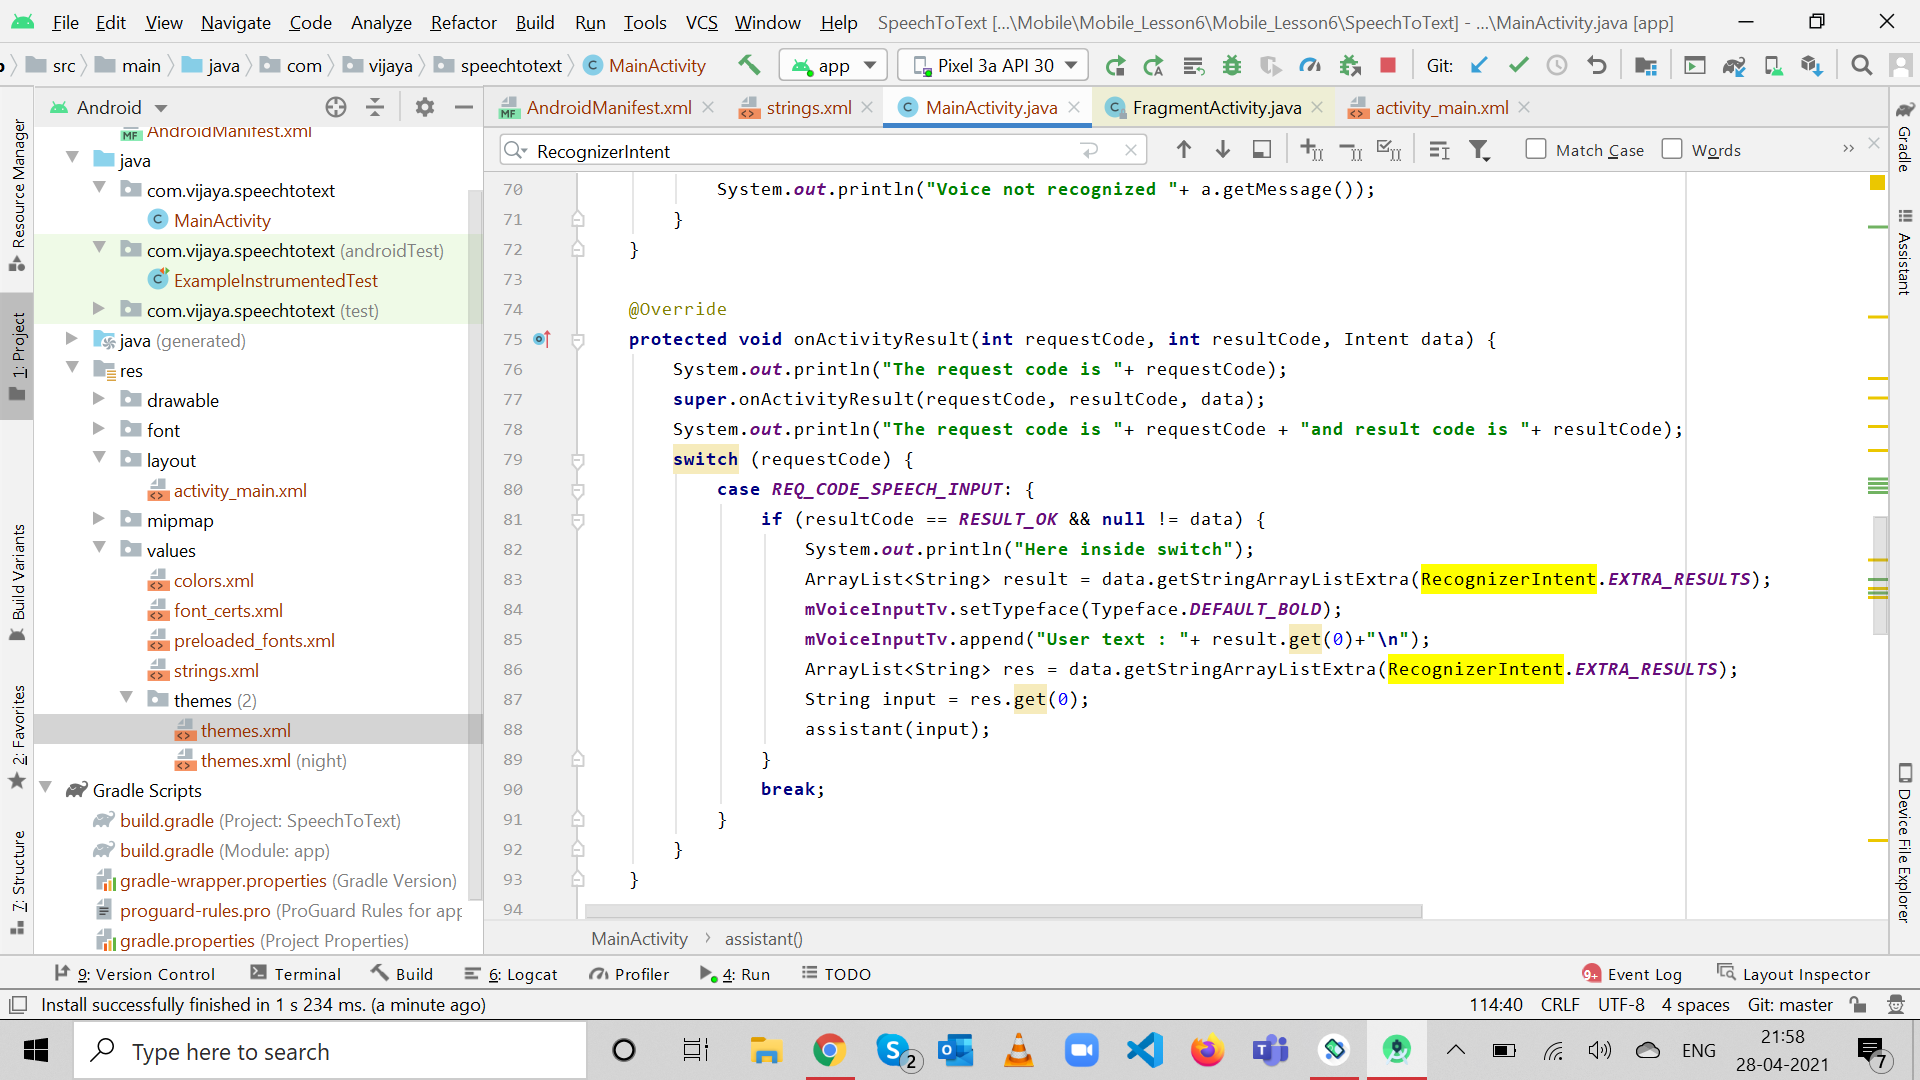 File Edit View Navigate Code Analyze Refactor Build Run Tools VCS Window Help SpeechToText [...\Mobile\Mobile_Lesson6\Mobile_Lesson6\SpeechToText] - ...\MainActivity.java [app]
src main java com vijaya speechtotext MainActivity app Pixel 3a API 30 Git:
Android
AndroidManifest.xml strings.xml MainActivity.java FragmentActivity.java activity_main.xml
RecognizerIntent Match Case Words
AndroidManifest.xml
java
com.vijaya.speechtotext
MainActivity
com.vijaya.speechtotext (androidTest)
ExampleInstrumentedTest
com.vijaya.speechtotext (test)
java (generated)
res
drawable
font
layout
activity_main.xml
mipmap
values
colors.xml
font_certs.xml
preloaded_fonts.xml
strings.xml
themes (2)
themes.xml
themes.xml (night)
Gradle Scripts
build.gradle (Project: SpeechToText)
build.gradle (Module: app)
gradle-wrapper.properties (Gradle Version)
proguard-rules.pro (ProGuard Rules for app
gradle.properties (Project Properties)
Resource Manager
1: Project
Build Variants
2: Favorites
7: Structure
70 System.out.println("Voice not recognized "+ a.getMessage());
71 }
72 }
73
74 @Override
75 protected void onActivityResult(int requestCode, int resultCode, Intent data) {
76 System.out.println("The request code is "+ requestCode);
77 super.onActivityResult(requestCode, resultCode, data);
78 System.out.println("The request code is "+ requestCode + "and result code is "+ resultCode);
79 switch (requestCode) {
80 case REQ_CODE_SPEECH_INPUT: {
81 if (resultCode == RESULT_OK && null != data) {
82 System.out.println("Here inside switch");
83 ArrayList<String> result = data.getStringArrayListExtra(RecognizerIntent.EXTRA_RESULTS);
84 mVoiceInputTv.setTypeface(Typeface.DEFAULT_BOLD);
85 mVoiceInputTv.append("User text : "+ result.get(0)+"\n");
86 ArrayList<String> res = data.getStringArrayListExtra(RecognizerIntent.EXTRA_RESULTS);
87 String input = res.get(0);
88 assistant(input);
89 }
90 break;
91 }
92 }
93 }
94
MainActivity assistant()
Gradle
Assistant
Device File Explorer
9: Version Control Terminal Build 6: Logcat Profiler 4: Run TODO 9+ Event Log Layout Inspector
Install successfully finished in 1 s 234 ms. (a minute ago) 114:40 CRLF UTF-8 4 spaces Git: master
Type here to search 2 ENG 21:58
28-04-2021 7